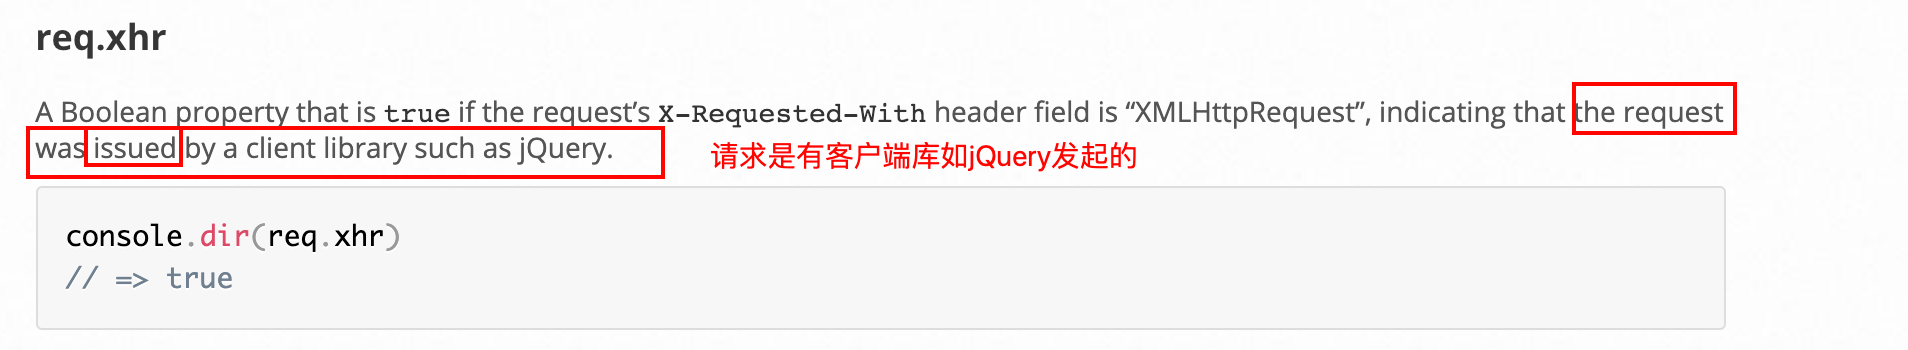 req.xhr
A Boolean property that is true if the request’s X-Requested-With header field is “XMLHttpRequest”, indicating that the request
was issued by a client library such as jQuery.
请求是有客户端库如jQuery发起的
console.dir(req.xhr)
// => true